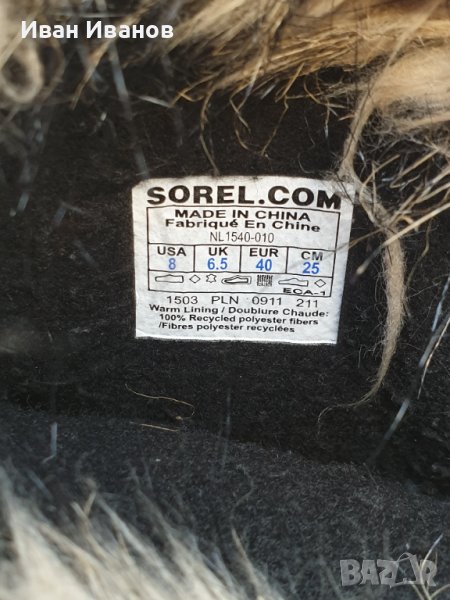 Иван Иванов
SOREL.COM
MADE IN CHINA
Fabriqué En Chine
NL1540-010
USA UK EUR CM
8 6.5 40 25
ECA-1
1503 PLN 0911 211
Warm Lining / Doublure Chaude:
100% Recycled polyester fibers
/Fibres polyester recyclées
BAZAR